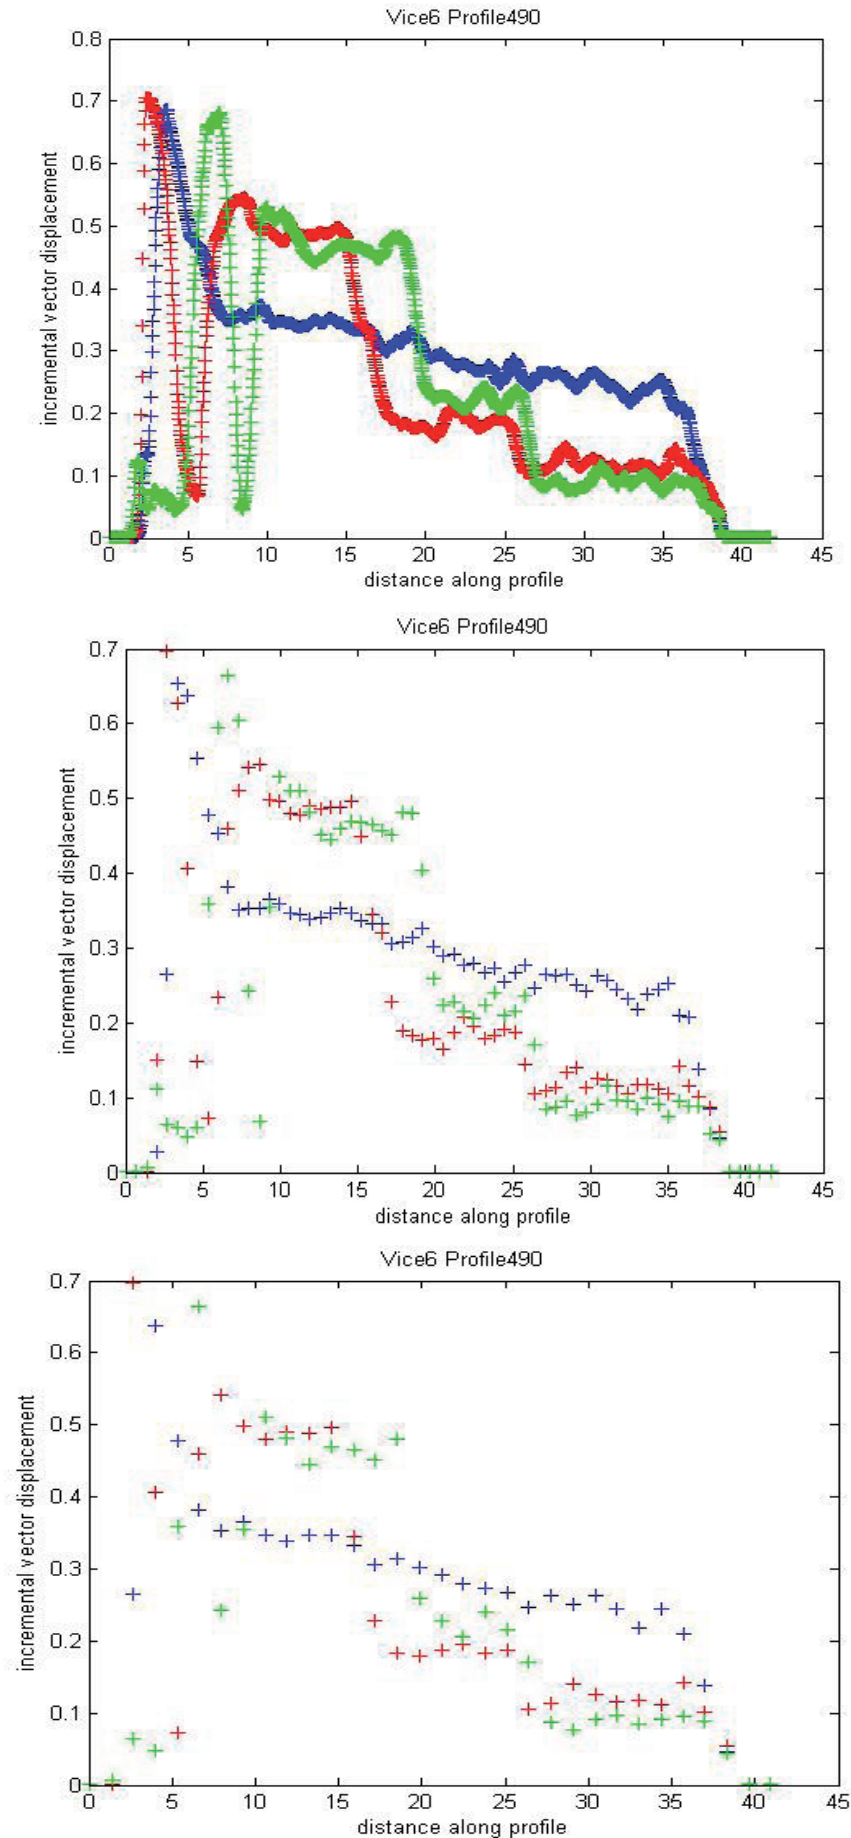 Vice6 Profile490
0.8
0.7
0.6
0.5
0.4
0.3
0.2
0.1
0
incremental vector displacement
0 5 10 15 20 25 30 35 40 45
distance along profile
Vice6 Profile490
0.7
0.6
0.5
0.4
0.3
0.2
0.1
0
incremental vector displacement
0 5 10 15 20 25 30 35 40 45
distance along profile
Vice6 Profile490
0.7
0.6
0.5
0.4
0.3
0.2
0.1
0
incremental vector displacement
0 5 10 15 20 25 30 35 40 45
distance along profile